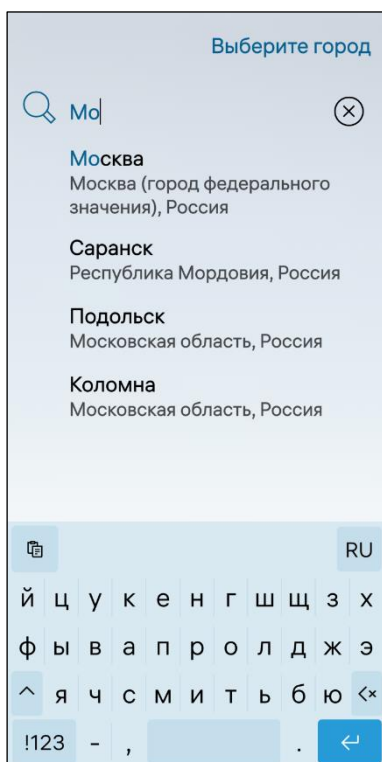 Выберите город
Мо
Москва
Москва (город федерального
значения), Россия
Саранск
Республика Мордовия, Россия
Подольск
Московская область, Россия
Коломна
Московская область, Россия
RU
й ц у к е н г ш щ з х
ф ы в а п р о л д ж э
я ч с м и т ь б ю
!123 - , .